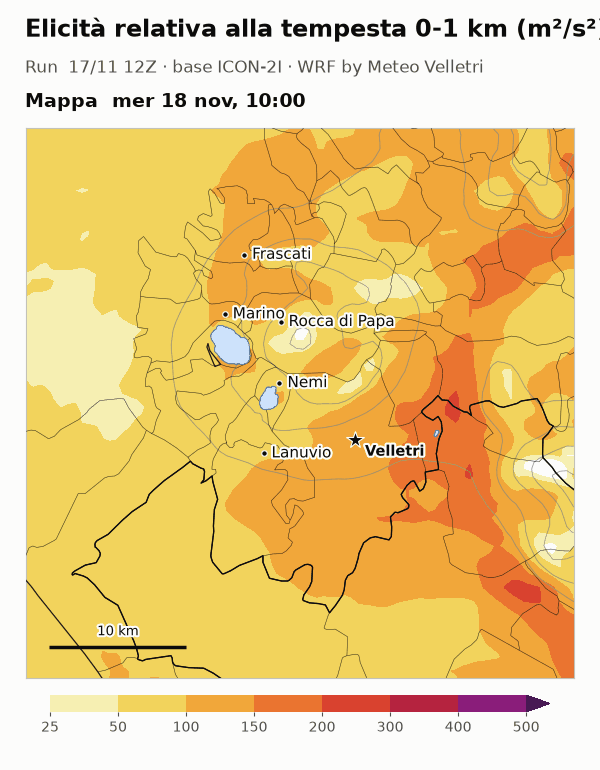 Elicità relativa alla tempesta 0-1 km (m²/s²)
Run  17/11 12Z · base ICON-2I · WRF by Meteo Velletri
Mappa  mer 18 nov, 10:00
Frascati
Marino
Rocca di Papa
Nemi
Velletri
Lanuvio
10 km
25 50 100 150 200 300 400 500